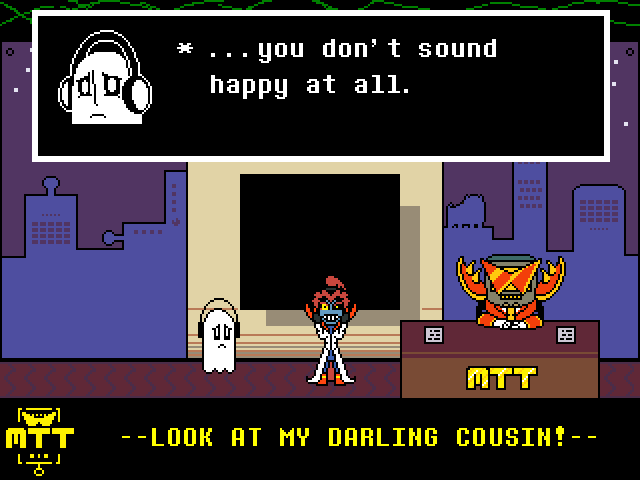 * ...you don't sound
happy at all.
MTT
MTT
--LOOK AT MY DARLING COUSIN!--